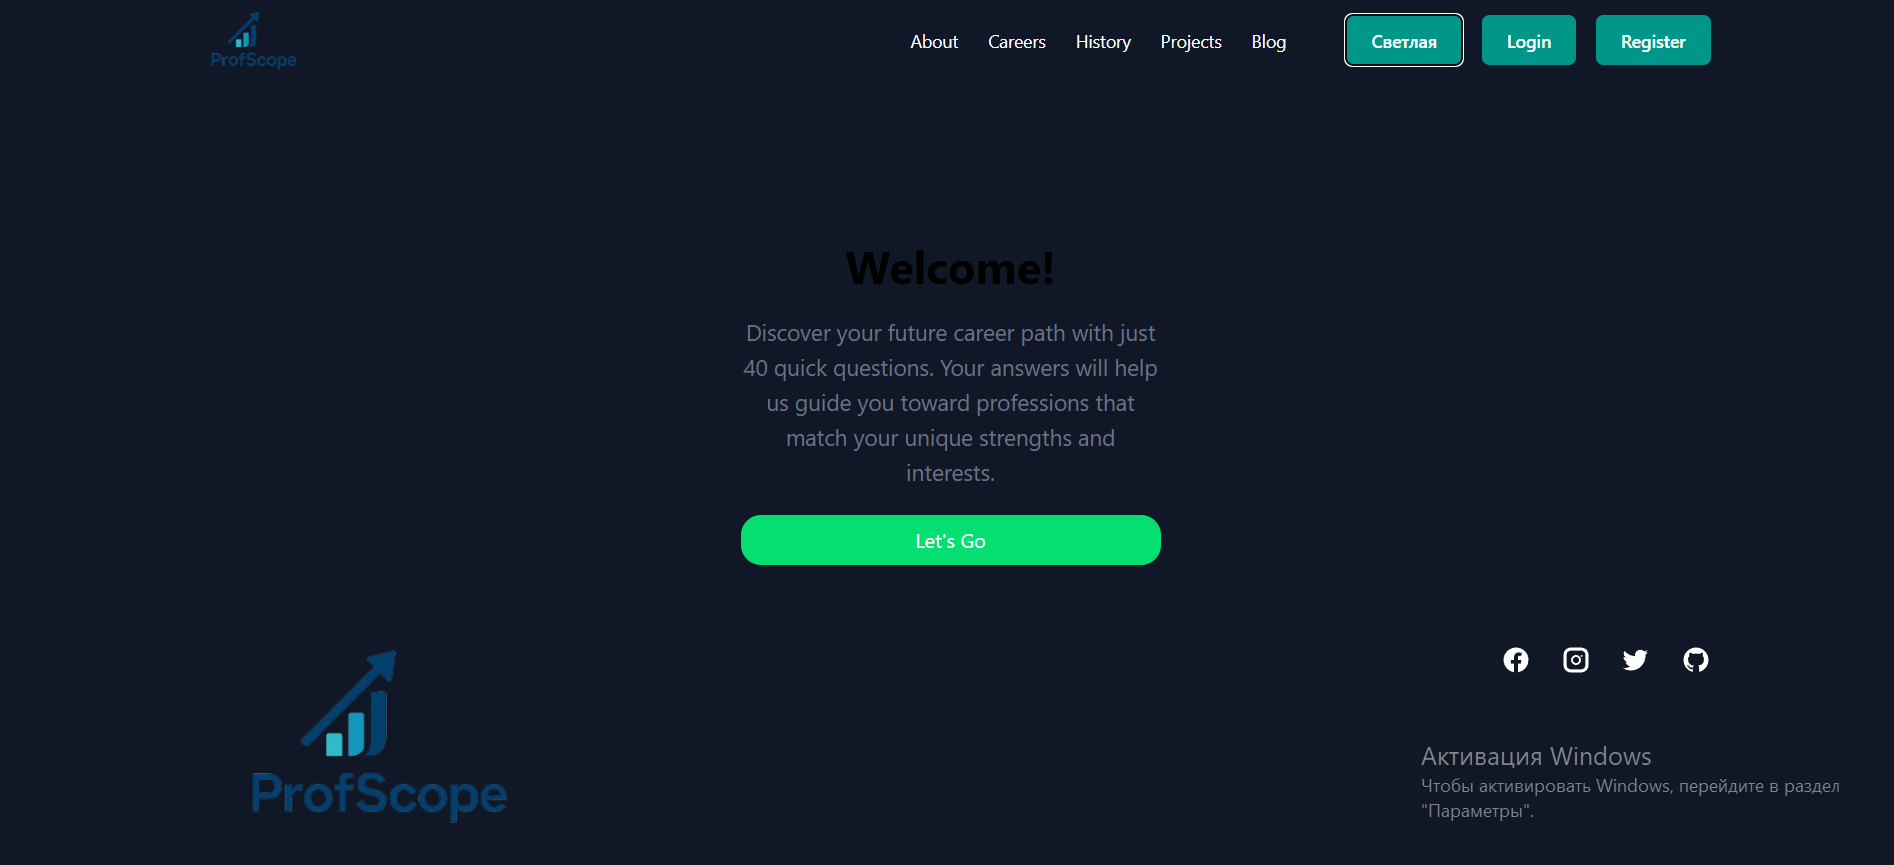 ProfScope
About
Careers
History
Projects
Blog
Светлая
Login
Register
Welcome!
Discover your future career path with just
40 quick questions. Your answers will help
us guide you toward professions that
match your unique strengths and
interests.
Let's Go
ProfScope
Активация Windows
Чтобы активировать Windows, перейдите в раздел
"Параметры".